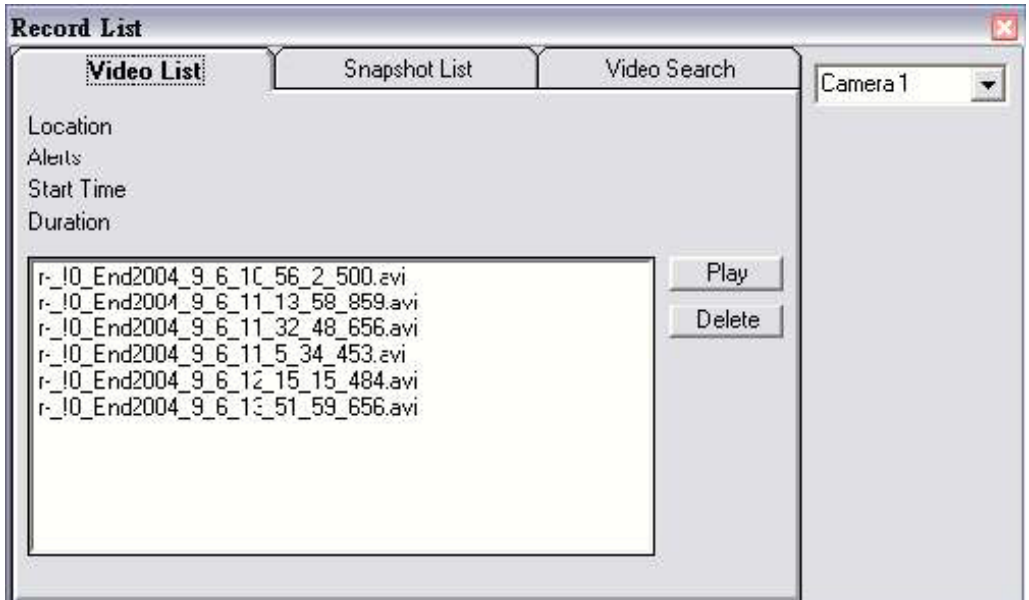 Record List
Video List
Snapshot List
Video Search
Camera 1
Location
Alerts
Start Time
Duration
r-_!0_End2004_9_6_10_56_2_500.avi
r-_!0_End2004_9_6_11_13_58_859.avi
r-_!0_End2004_9_6_11_32_48_656.avi
r-_!0_End2004_9_6_11_5_34_453.avi
r-_!0_End2004_9_6_12_15_15_484.avi
r-_!0_End2004_9_6_13_51_59_656.avi
Play
Delete